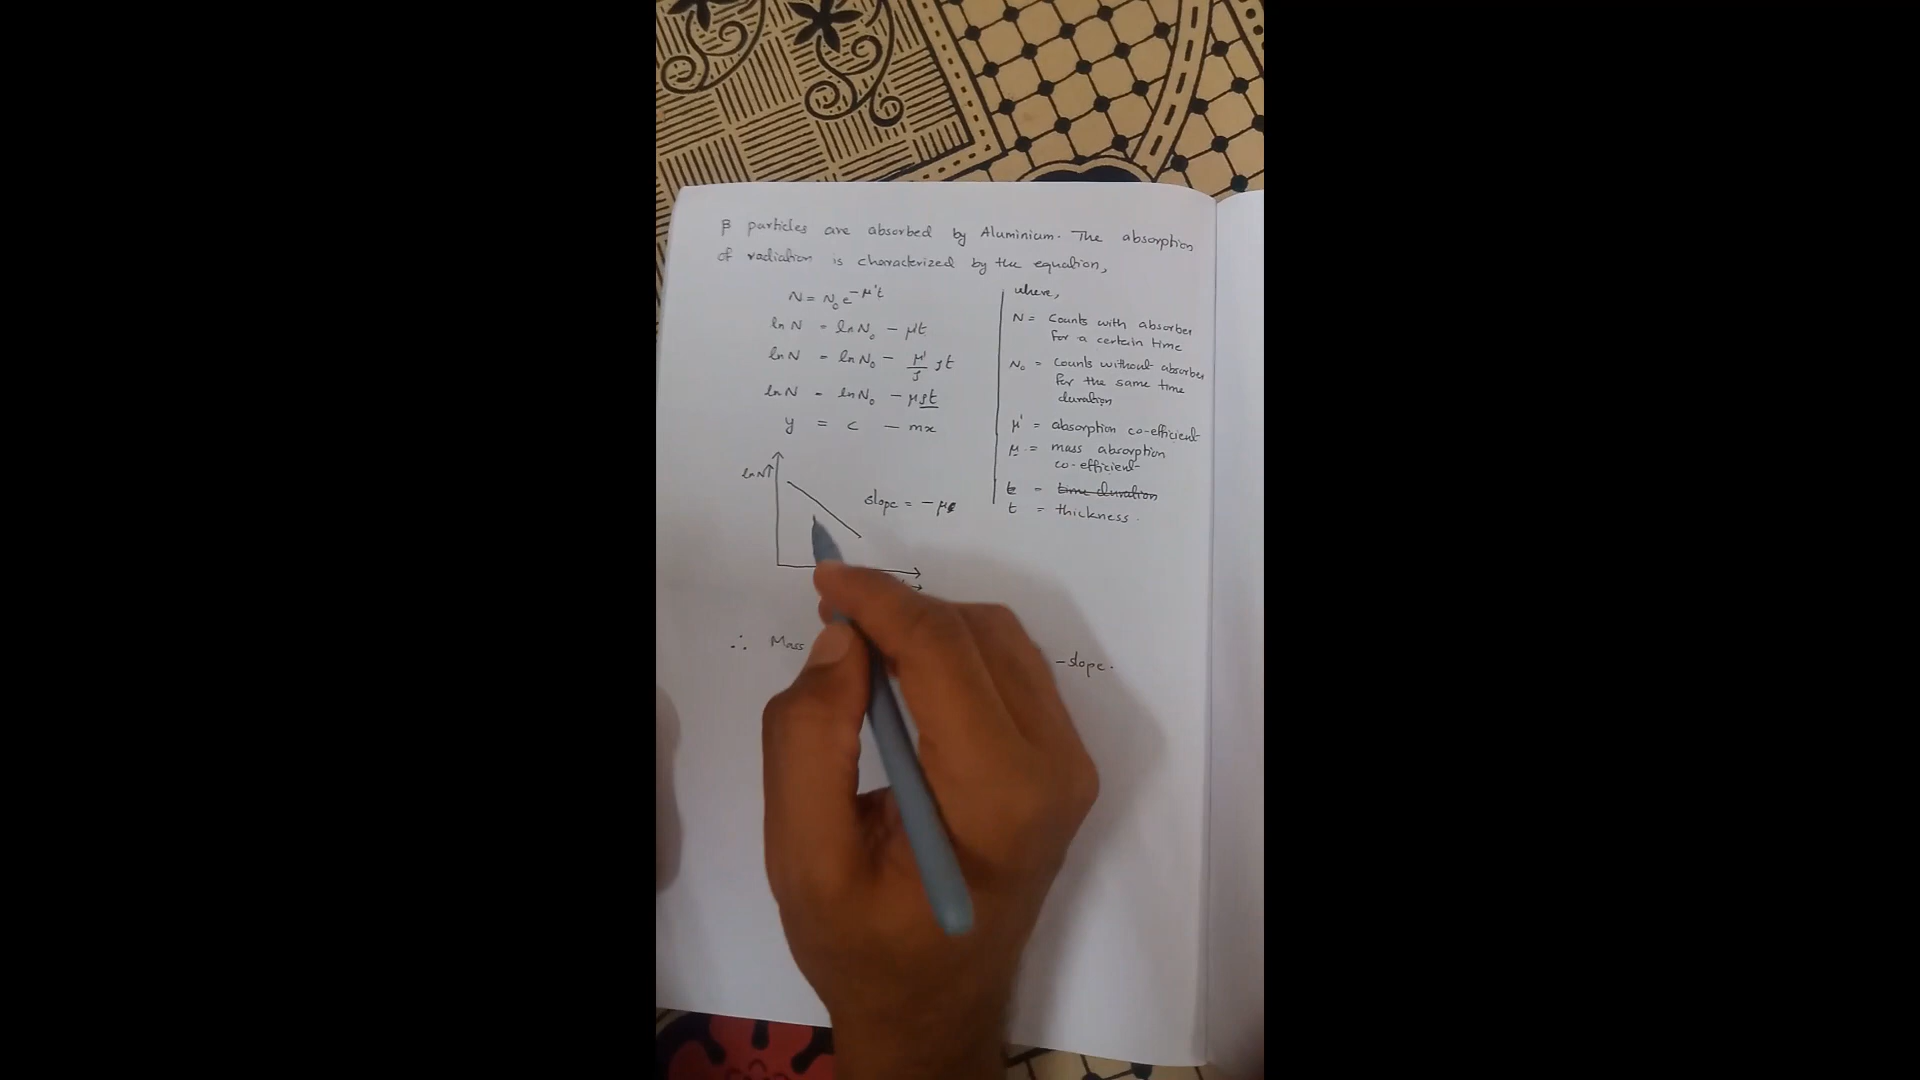 β particles are absorbed by Aluminium. The absorption
of radiation is characterized by the equation,
N = N₀e^-μ't
ln N = ln N₀ - μt
ln N = ln N₀ - μ'/ρ ρt
ln N = ln N₀ - μρt
y = c - mx
ln N↑
slope = -μ
where,
N = Counts with absorber
for a certain time
N₀ = Counts without absorber
for the same time
duration
μ' = absorption co-efficient
μ = mass absorption
co-efficient
t = time duration
t = thickness.
∴ Mass
-slope.